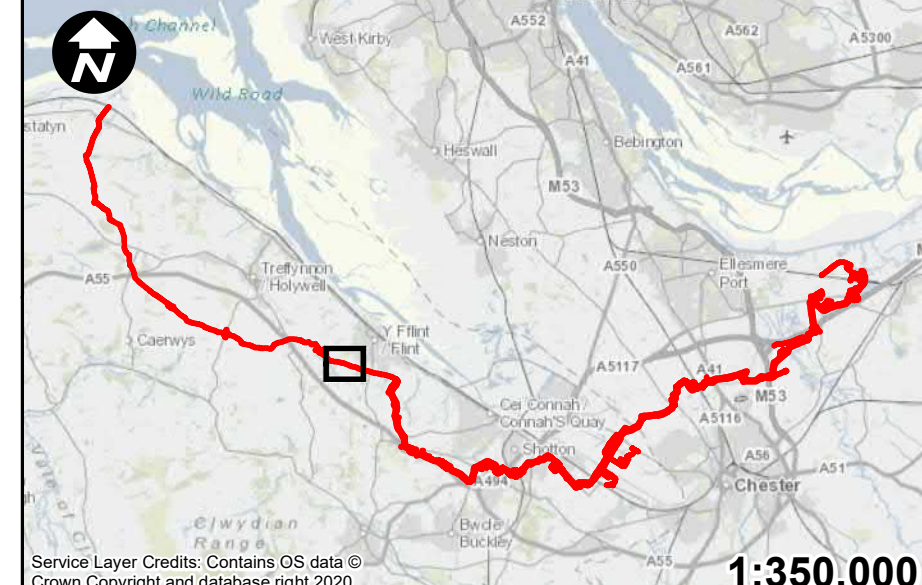 N
h Channel
A552
A562
A5300
West Kirby
A41
A561
Wild Road
statyn
Bebington
Heswall
M53
Neston
A550
Ellesmere
Port
A55
Treffynnon
Holywell
Caerwys
Y Fflint
Flint
A5117
A41
M53
Cei Connah/
Connah'S Quay
A5116
Shotton
A56
A51
A494
Chester
Clwydian
Range
Bwcle
Buckley
A55
Service Layer Credits: Contains OS data ©
Crown Copyright and database right 2020
1:350,000